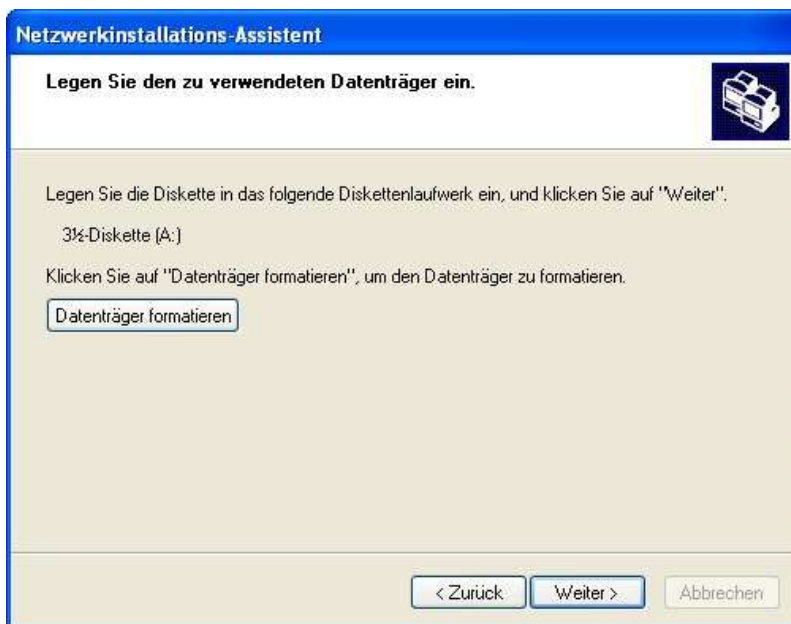 Netzwerkinstallations-Assistent
Legen Sie den zu verwendeten Datenträger ein.
Legen Sie die Diskette in das folgende Diskettenlaufwerk ein, und klicken Sie auf "Weiter".
3½-Diskette (A:)
Klicken Sie auf "Datenträger formatieren", um den Datenträger zu formatieren.
Datenträger formatieren
< Zurück
Weiter >
Abbrechen